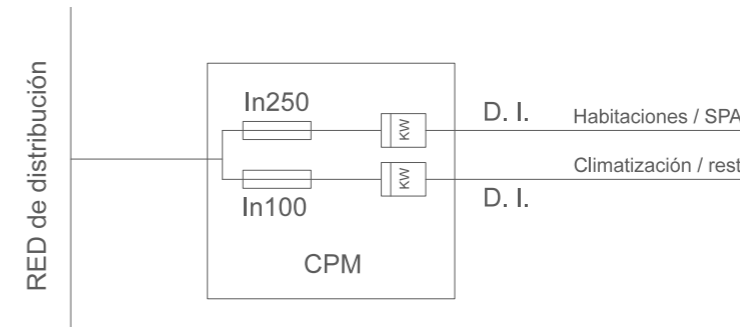 RED de distribución
In250
KW
D. I.
Habitaciones / SPA
In100
KW
D. I.
Climatización / rest
CPM